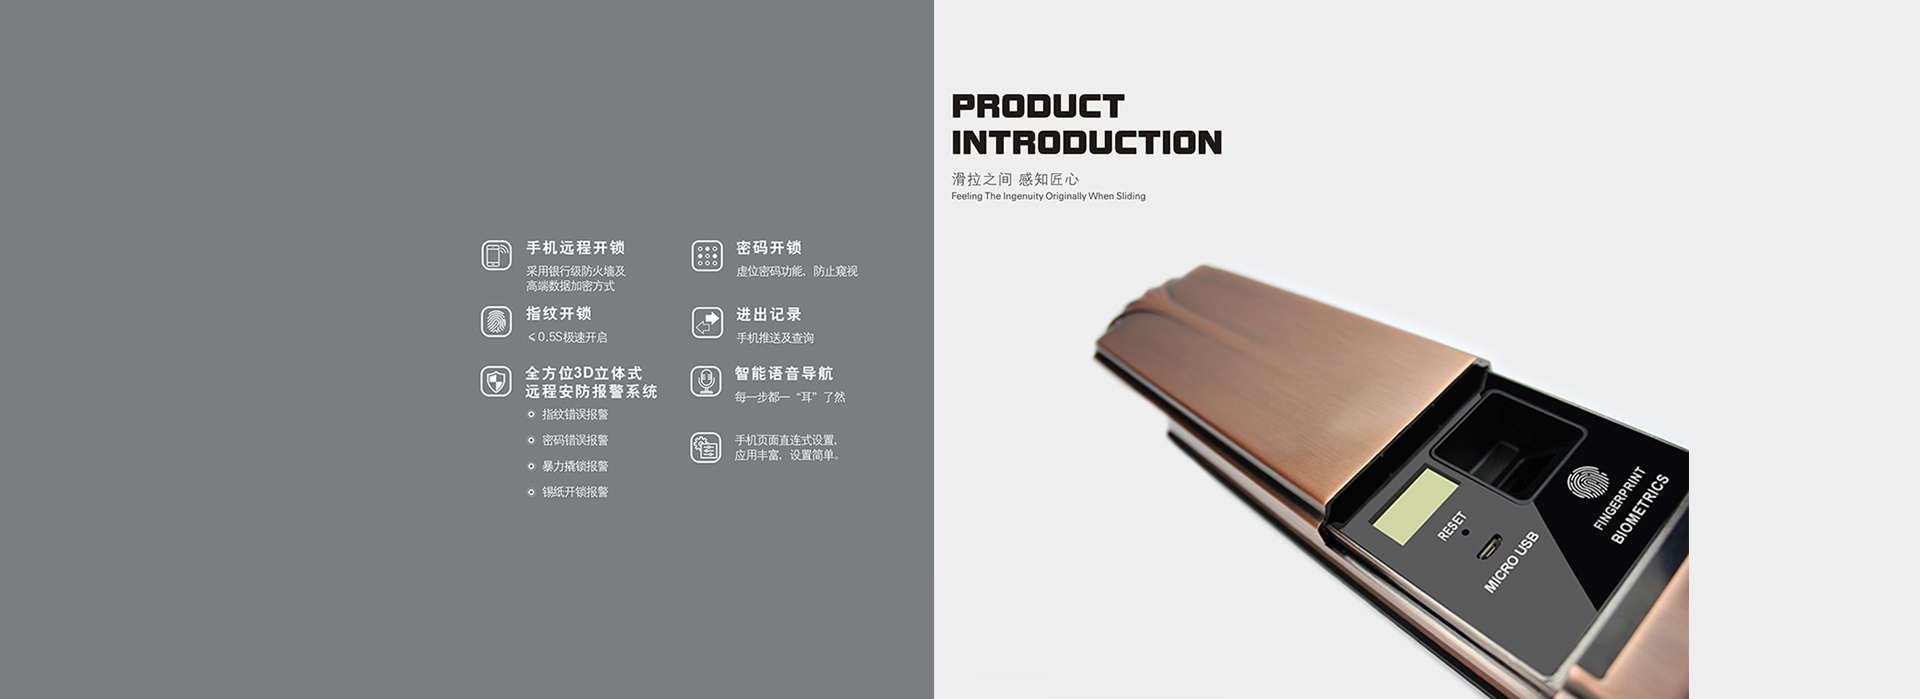 手机远程开锁
采用银行级防火墙及
高端数据加密方式
指纹开锁
≤0.5S极速开启
全方位3D立体式
远程安防报警系统
指纹错误报警
密码错误报警
暴力撬锁报警
锡纸开锁报警
密码开锁
虚位密码功能，防止窥视
进出记录
手机推送及查询
智能语音导航
每一步都一“耳”了然
手机页面直连式设置，
应用丰富，设置简单。
PRODUCT
INTRODUCTION
滑拉之间 感知匠心
Feeling The Ingenuity Originally When Sliding
RESET
MICRO USB
FINGERPRINT
BIOMETRICS